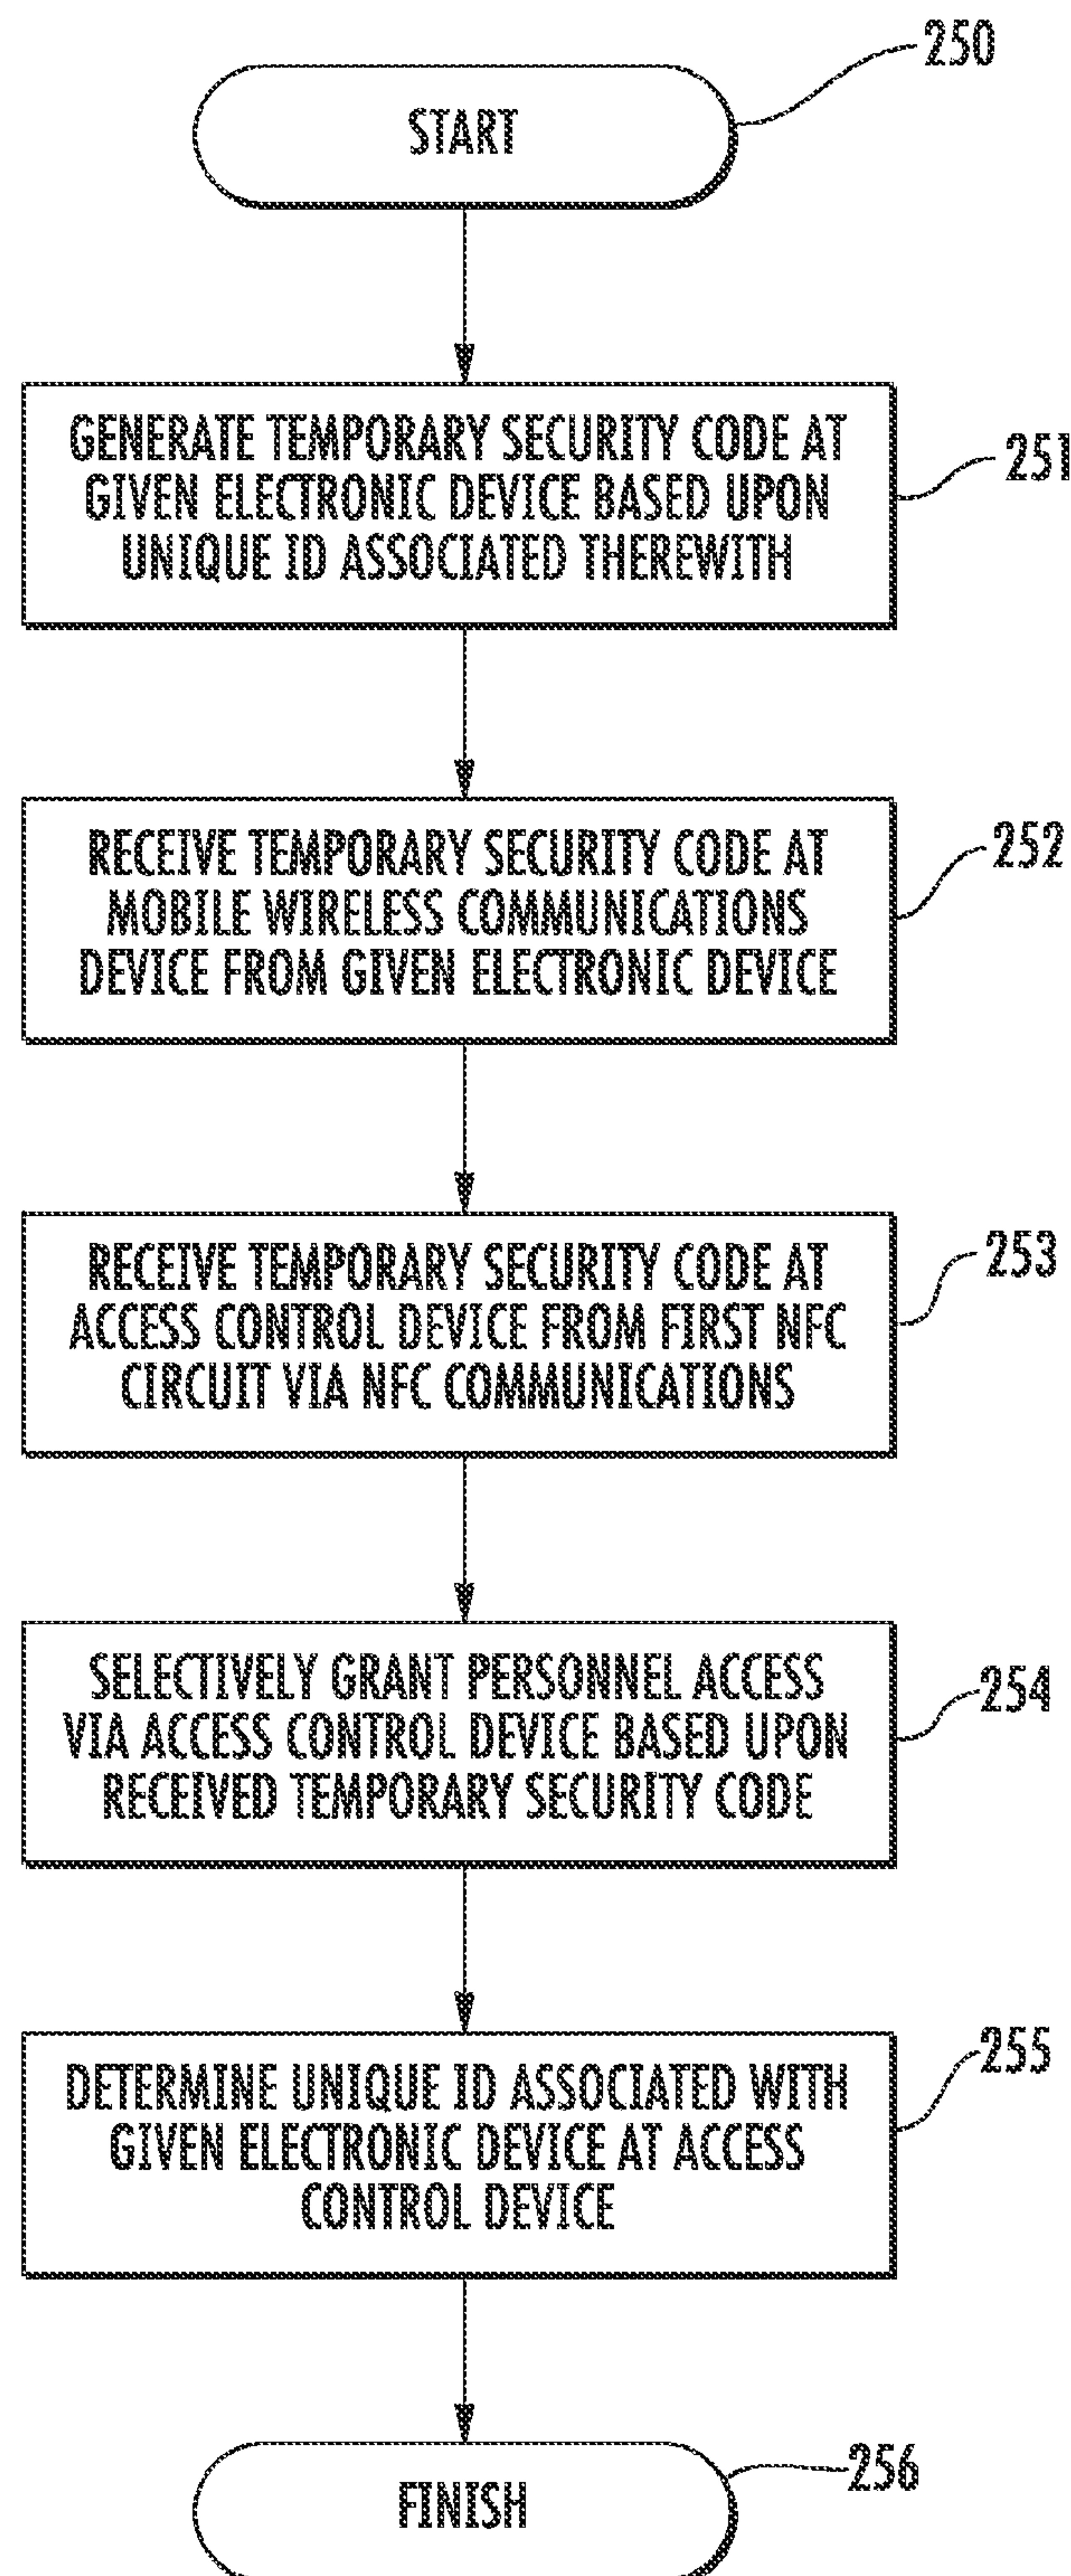 250
START
GENERATE TEMPORARY SECURITY CODE AT
GIVEN ELECTRONIC DEVICE BASED UPON
UNIQUE ID ASSOCIATED THEREWITH
251
RECEIVE TEMPORARY SECURITY CODE AT
MOBILE WIRELESS COMMUNICATIONS
DEVICE FROM GIVEN ELECTRONIC DEVICE
252
RECEIVE TEMPORARY SECURITY CODE AT
ACCESS CONTROL DEVICE FROM FIRST NFC
CIRCUIT VIA NFC COMMUNICATIONS
253
SELECTIVELY GRANT PERSONNEL ACCESS
VIA ACCESS CONTROL DEVICE BASED UPON
RECEIVED TEMPORARY SECURITY CODE
254
DETERMINE UNIQUE ID ASSOCIATED WITH
GIVEN ELECTRONIC DEVICE AT ACCESS
CONTROL DEVICE
255
FINISH
256